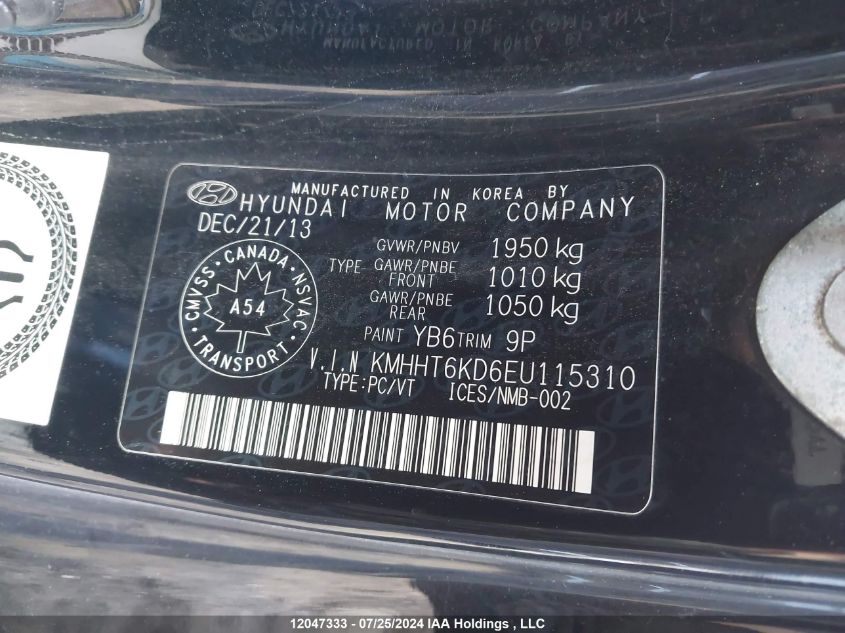 MANUFACTURED IN KOREA BY
HYUNDAI MOTOR COMPANY
DEC/21/13
GVWR/PNBV 1950 kg
TYPE GAWR/PNBE FRONT 1010 kg
GAWR/PNBE REAR 1050 kg
CMVSS • CANADA • NSVAC • TRANSPORT •
A54
PAINT YB6 TRIM 9P
V.I.N KMHHT6KD6EU115310
TYPE:PC/VT ICES/NMB-002
12047333 - 07/25/2024 IAA Holdings , LLC